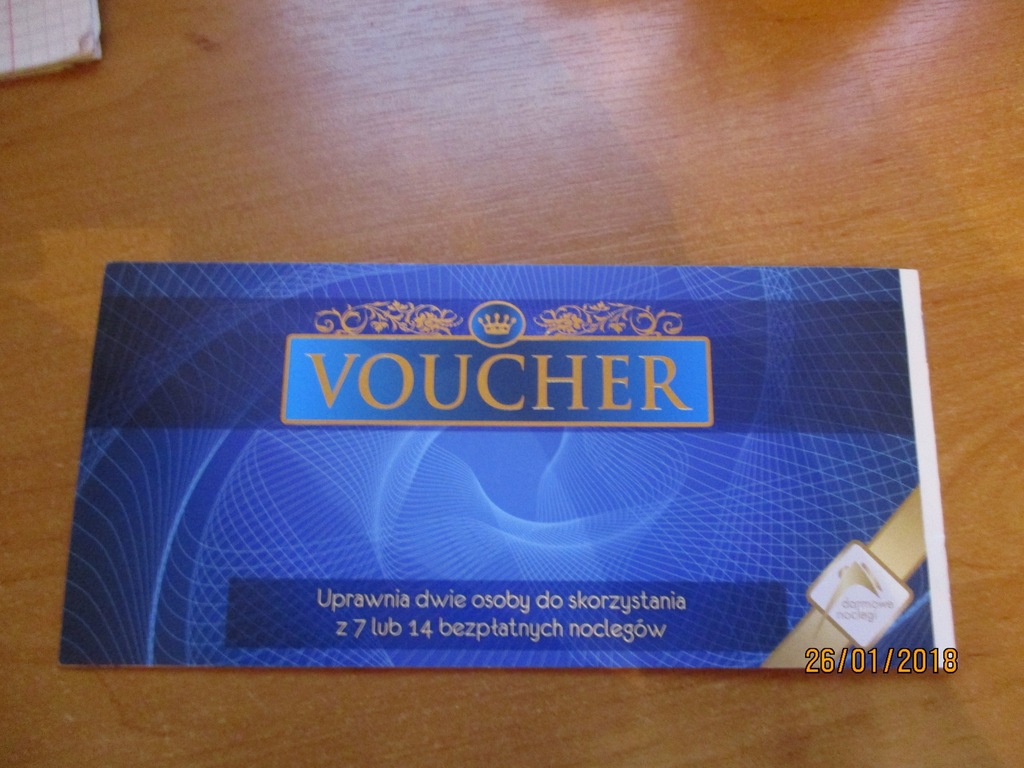 VOUCHER
Uprawnia dwie osoby do skorzystania
z 7 lub 14 bezpłatnych noclegów
darmowe
noclegi
26/01/2018